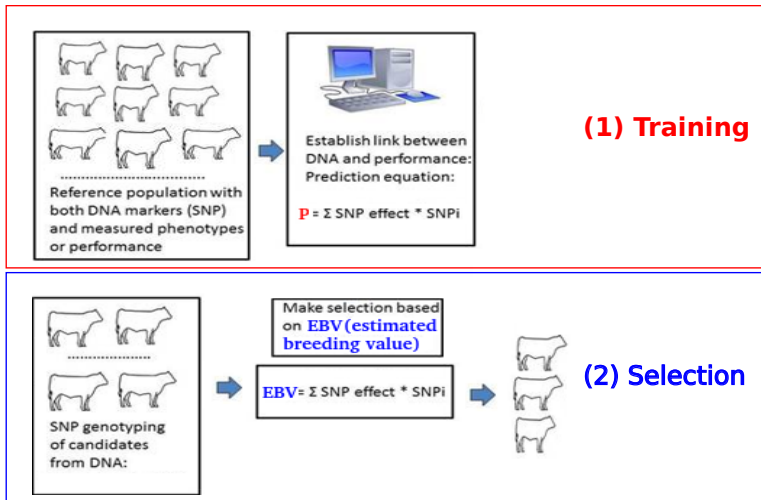 Reference population with
both DNA markers (SNP)
and measured phenotypes
or performance
Establish link between
DNA and performance:
Prediction equation:
P = Σ SNP effect * SNPi
(1) Training
SNP genotyping
of candidates
from DNA:
Make selection based
on EBV(estimated
breeding value)
EBV= Σ SNP effect * SNPi
(2) Selection